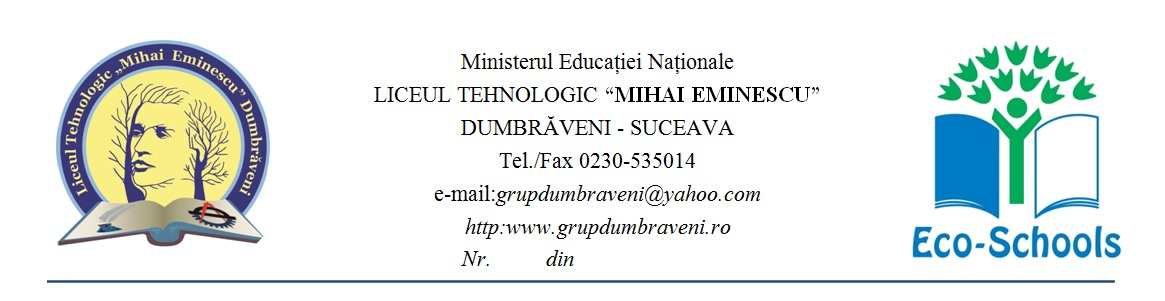 Liceul Tehnologic „Mihai Eminescu” Dumbrăveni
Ministerul Educației Naționale
LICEUL TEHNOLOGIC “MIHAI EMINESCU”
DUMBRĂVENI - SUCEAVA
Tel./Fax 0230-535014
e-mail:grupdumbraveni@yahoo.com
http:www.grupdumbraveni.ro
Nr. din
Eco-Schools